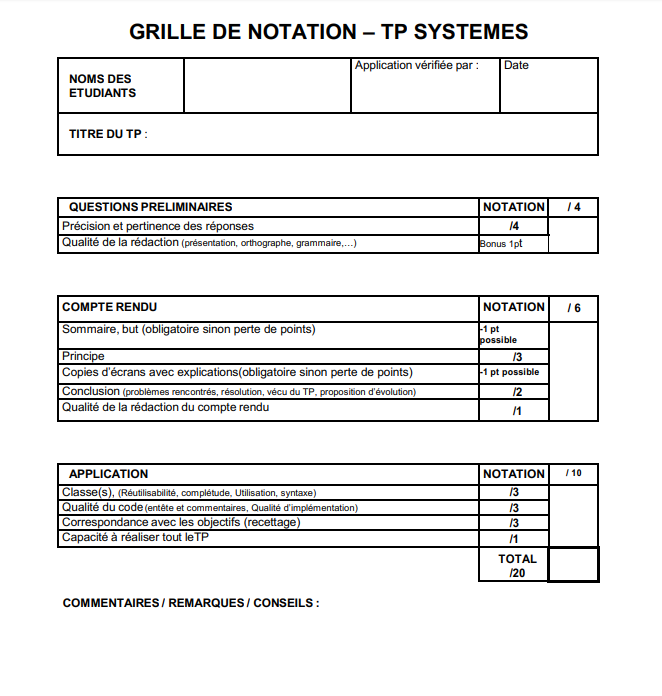 GRILLE DE NOTATION – TP SYSTEMES
NOMS DES
ETUDIANTS
Application vérifiée par :
Date
TITRE DU TP :
QUESTIONS PRELIMINAIRES NOTATION / 4
Précision et pertinence des réponses /4
Qualité de la rédaction (présentation, orthographe, grammaire,…) Bonus 1pt
COMPTE RENDU NOTATION / 6
Sommaire, but (obligatoire sinon perte de points) -1 pt
possible
Principe /3
Copies d’écrans avec explications(obligatoire sinon perte de points) -1 pt possible
Conclusion (problèmes rencontrés, résolution, vécu du TP, proposition d’évolution) /2
Qualité de la rédaction du compte rendu /1
APPLICATION NOTATION / 10
Classe(s), (Réutilisabilité, complétude, Utilisation, syntaxe) /3
Qualité du code (entête et commentaires, Qualité d’implémentation) /3
Correspondance avec les objectifs (recettage) /3
Capacité à réaliser tout leTP /1
TOTAL
/20
COMMENTAIRES / REMARQUES / CONSEILS :